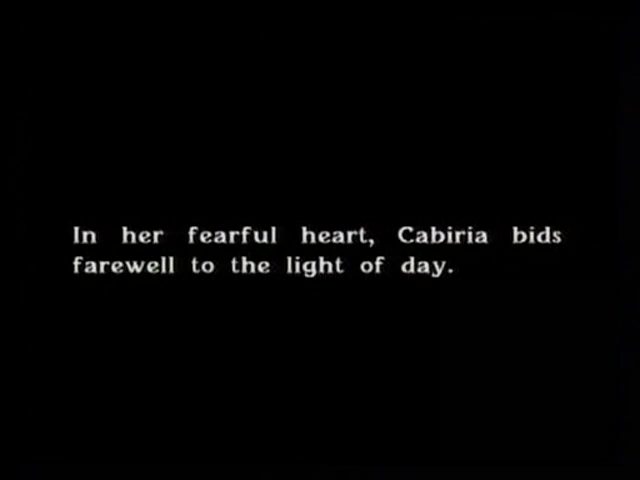 In her fearful heart, Cabiria bids
farewell to the light of day.